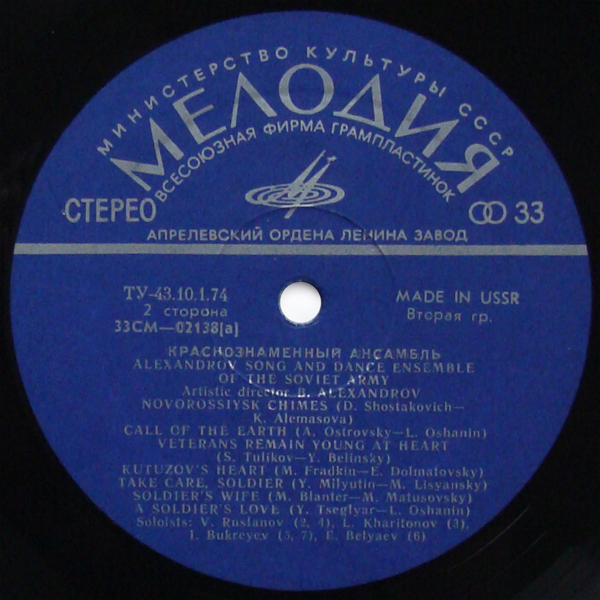 МИНИСТЕРСТВО КУЛЬТУРЫ СССР
МЕЛОДИЯ
ВСЕСОЮЗНАЯ ФИРМА ГРАМПЛАСТИНОК
СТЕРЕО
33
АПРЕЛЕВСКИЙ ОРДЕНА ЛЕНИНА ЗАВОД
ТУ-43.10.1.74
2 сторона
33СМ—02138[а]
MADE IN USSR
Вторая гр.
КРАСНОЗНАМЕННЫЙ АНСАМБЛЬ
ALEXANDROV SONG AND DANCE ENSEMBLE
OF THE SOVIET ARMY
Artistic director B. ALEXANDROV
NOVOROSSIYSK CHIMES (D. Shostakovich—
K. Alemasova)
CALL OF THE EARTH (A. Ostrovsky—L. Oshanin)
VETERANS REMAIN YOUNG AT HEART
(S. Tulikov—Y. Belinsky)
KUTUZOV'S HEART (M. Fradkin—E. Dolmatovsky)
TAKE CARE, SOLDIER (Y. Milyutin—M. Lisyansky)
SOLDIER'S WIFE (M. Blanter—M. Matusovsky)
A SOLDIER'S LOVE (Y. Tseglyar—L. Oshanin)
Soloists: V. Ruslanov (2, 4), L. Kharitonov (3),
I. Bukreyev (5, 7), E. Belyaev (6)